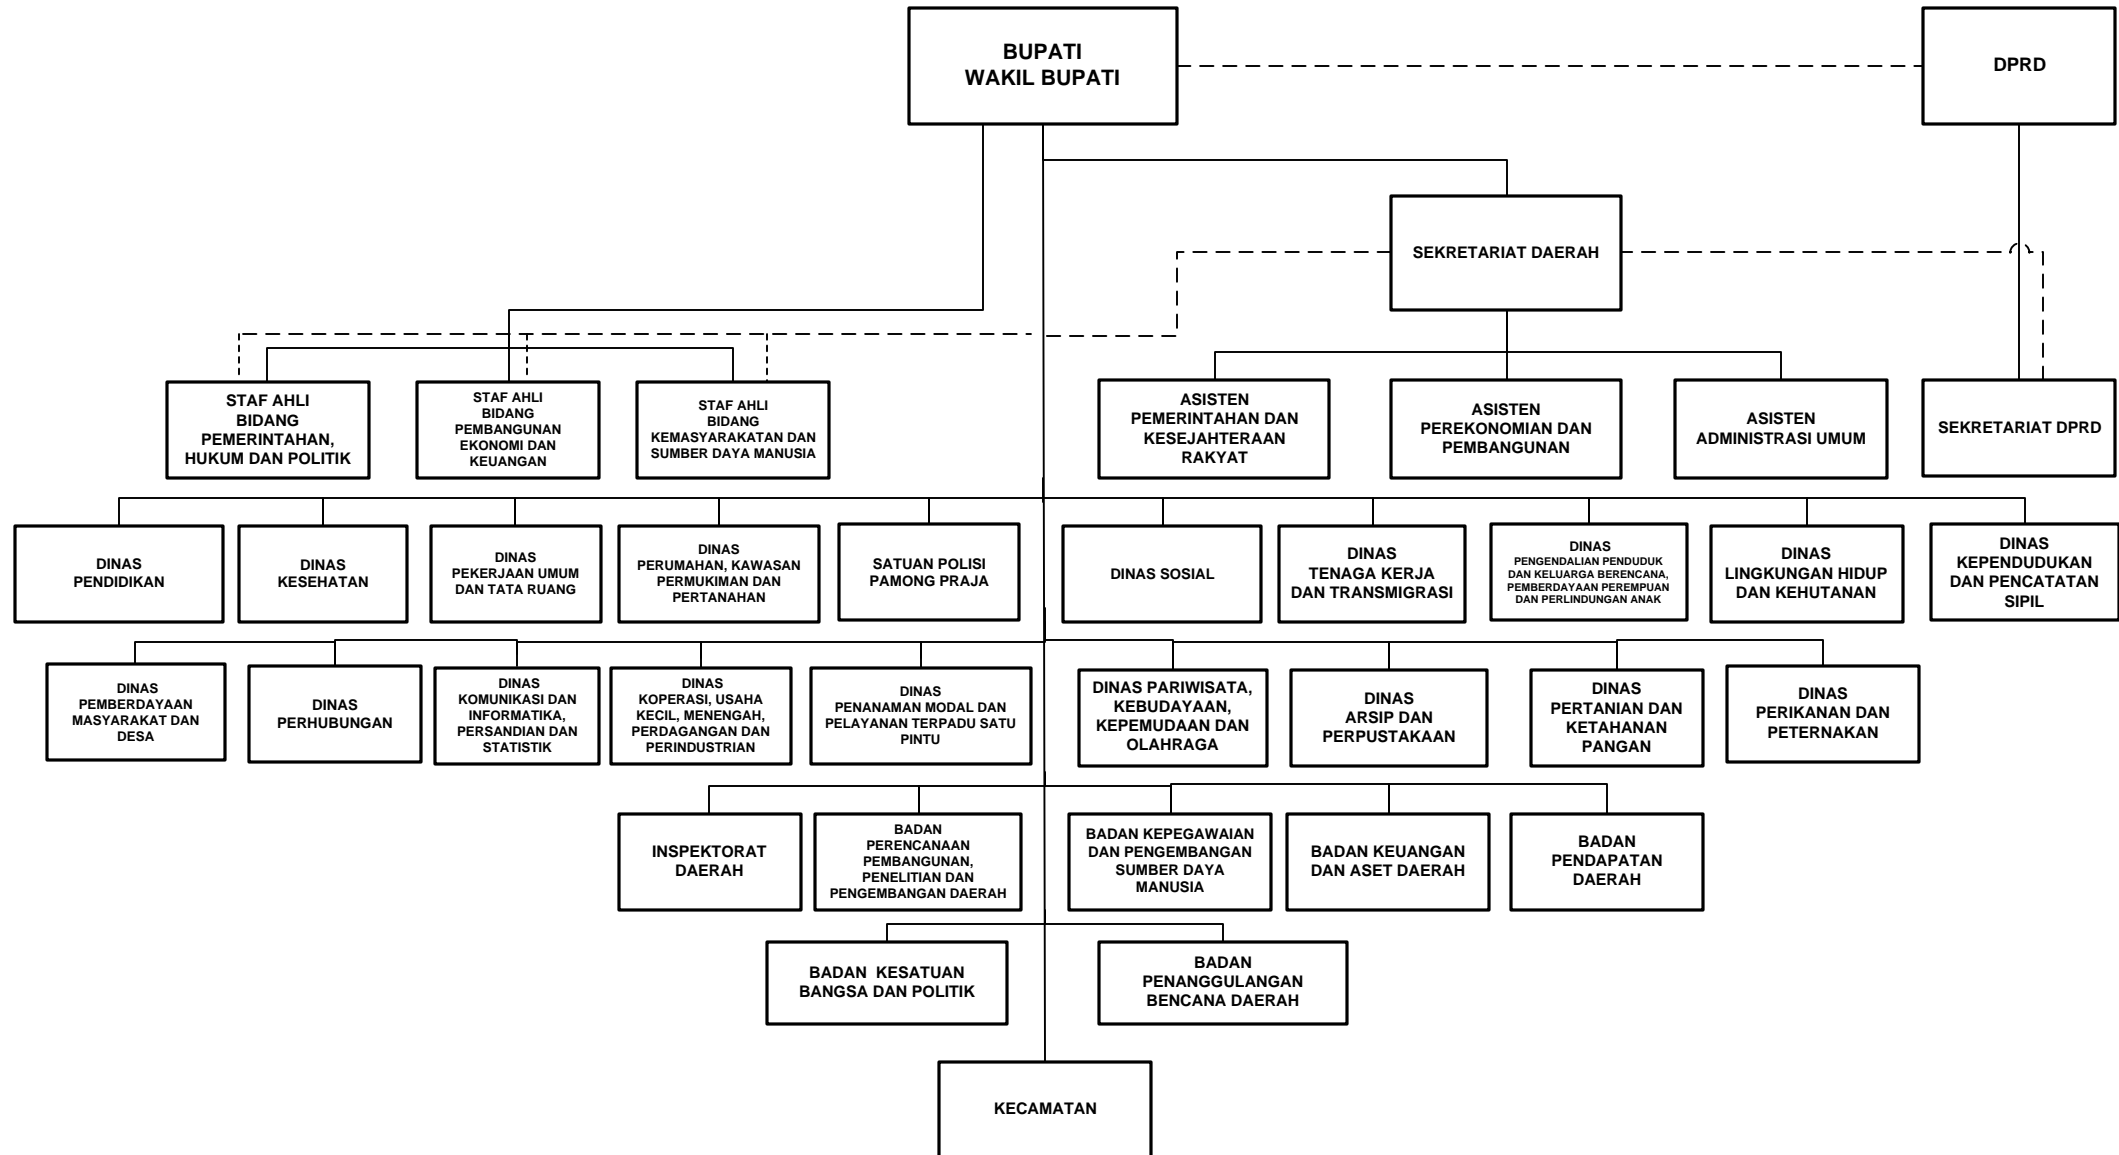 BUPATI
WAKIL BUPATI
DPRD
SEKRETARIAT DAERAH
STAF AHLI
BIDANG
PEMERINTAHAN,
HUKUM DAN POLITIK
STAF AHLI
BIDANG
PEMBANGUNAN
EKONOMI DAN
KEUANGAN
STAF AHLI
BIDANG
KEMASYARAKATAN DAN
SUMBER DAYA MANUSIA
ASISTEN
PEMERINTAHAN DAN
KESEJAHTERAAN
RAKYAT
ASISTEN
PEREKONOMIAN DAN
PEMBANGUNAN
ASISTEN
ADMINISTRASI UMUM
SEKRETARIAT DPRD
DINAS
PENDIDIKAN
DINAS
KESEHATAN
DINAS
PEKERJAAN UMUM
DAN TATA RUANG
DINAS
PERUMAHAN, KAWASAN
PERMUKIMAN DAN
PERTANAHAN
SATUAN POLISI
PAMONG PRAJA
DINAS SOSIAL
DINAS
TENAGA KERJA
DAN TRANSMIGRASI
DINAS
PENGENDALIAN PENDUDUK
DAN KELUARGA BERENCANA,
PEMBERDAYAAN PEREMPUAN
DAN PERLINDUNGAN ANAK
DINAS
LINGKUNGAN HIDUP
DAN KEHUTANAN
DINAS
KEPENDUDUKAN
DAN PENCATATAN
SIPIL
DINAS
PEMBERDAYAAN
MASYARAKAT DAN
DESA
DINAS
PERHUBUNGAN
DINAS
KOMUNIKASI DAN
INFORMATIKA,
PERSANDIAN DAN
STATISTIK
DINAS
KOPERASI, USAHA
KECIL, MENENGAH,
PERDAGANGAN DAN
PERINDUSTRIAN
DINAS
PENANAMAN MODAL DAN
PELAYANAN TERPADU SATU
PINTU
DINAS PARIWISATA,
KEBUDAYAAN,
KEPEMUDAAN DAN
OLAHRAGA
DINAS
ARSIP DAN
PERPUSTAKAAN
DINAS
PERTANIAN DAN
KETAHANAN
PANGAN
DINAS
PERIKANAN DAN
PETERNAKAN
INSPEKTORAT
DAERAH
BADAN
PERENCANAAN
PEMBANGUNAN,
PENELITIAN DAN
PENGEMBANGAN DAERAH
BADAN KEPEGAWAIAN
DAN PENGEMBANGAN
SUMBER DAYA
MANUSIA
BADAN KEUANGAN
DAN ASET DAERAH
BADAN
PENDAPATAN
DAERAH
BADAN KESATUAN
BANGSA DAN POLITIK
BADAN
PENANGGULANGAN
BENCANA DAERAH
KECAMATAN